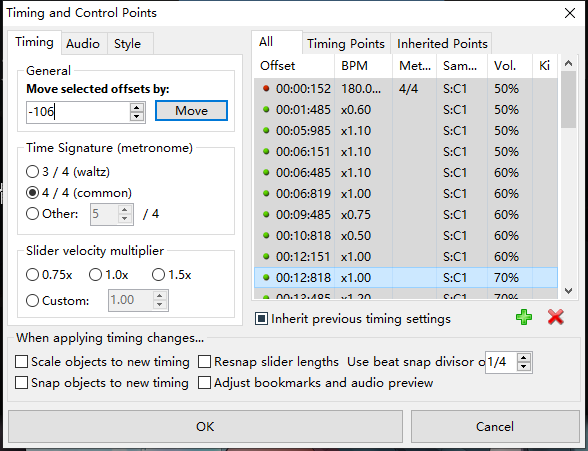 Timing and Control Points
Timing Audio Style
General
Move selected offsets by:
-106 Move
Time Signature (metronome)
3 / 4 (waltz)
4 / 4 (common)
Other: 5 / 4
Slider velocity multiplier
0.75x 1.0x 1.5x
Custom: 1.00
All Timing Points Inherited Points
Offset BPM Met... Sam... Vol. Ki
00:00:152 180.0... 4/4 S:C1 50%
00:01:485 x0.60 S:C1 50%
00:05:985 x1.10 S:C1 50%
00:06:151 x1.10 S:C1 50%
00:06:485 x1.10 S:C1 60%
00:06:819 x1.00 S:C1 60%
00:09:485 x0.75 S:C1 60%
00:10:818 x0.50 S:C1 60%
00:12:151 x1.00 S:C1 60%
00:12:818 x1.00 S:C1 70%
00:13:485 x1.20 S:C1 70%
Inherit previous timing settings
When applying timing changes...
Scale objects to new timing Resnap slider lengths Use beat snap divisor o 1/4
Snap objects to new timing Adjust bookmarks and audio preview
OK Cancel